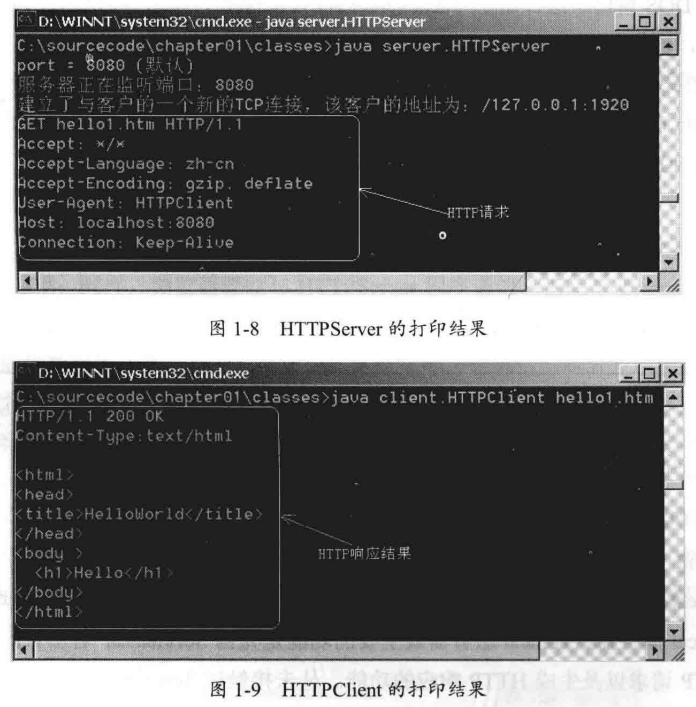 D:\WINNT\system32\cmd.exe - java server.HTTPServer
C:\sourcecode\chapter01\classes>java server.HTTPServer
port = 8080 (默认)
服务器正在监听端口: 8080
建立了与客户的一个新的TCP连接, 该客户的地址为: /127.0.0.1:1920
GET hello1.htm HTTP/1.1
Accept: */*
Accept-Language: zh-cn
Accept-Encoding: gzip, deflate
User-Agent: HTTPClient
Host: localhost:8080
Connection: Keep-Alive
HTTP请求
图 1-8 HTTPServer 的打印结果
D:\WINNT\system32\cmd.exe
C:\sourcecode\chapter01\classes>java client.HTTPClient hello1.htm
HTTP/1.1 200 OK
Content-Type:text/html
<html>
<head>
<title>HelloWorld</title>
</head>
<body >
<h1>Hello</h1>
</body>
</html>
HTTP响应结果
图 1-9 HTTPClient 的打印结果